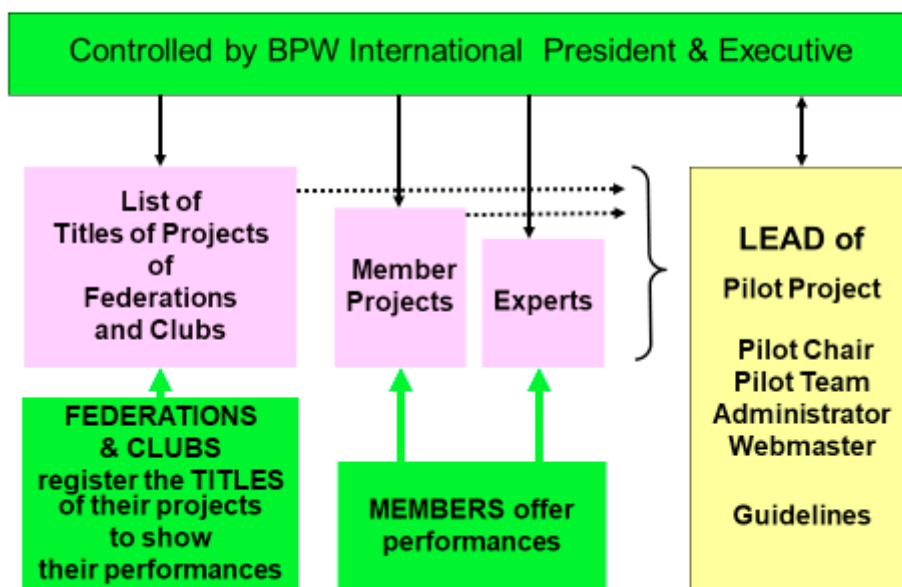 Controlled by BPW International President & Executive
List of
Titles of Projects
of
Federations
and Clubs
Member
Projects
Experts
LEAD of
Pilot Project
Pilot Chair
Pilot Team
Administrator
Webmaster
Guidelines
FEDERATIONS
& CLUBS
register the TITLES
of their projects
to show
their performances
MEMBERS offer
performances